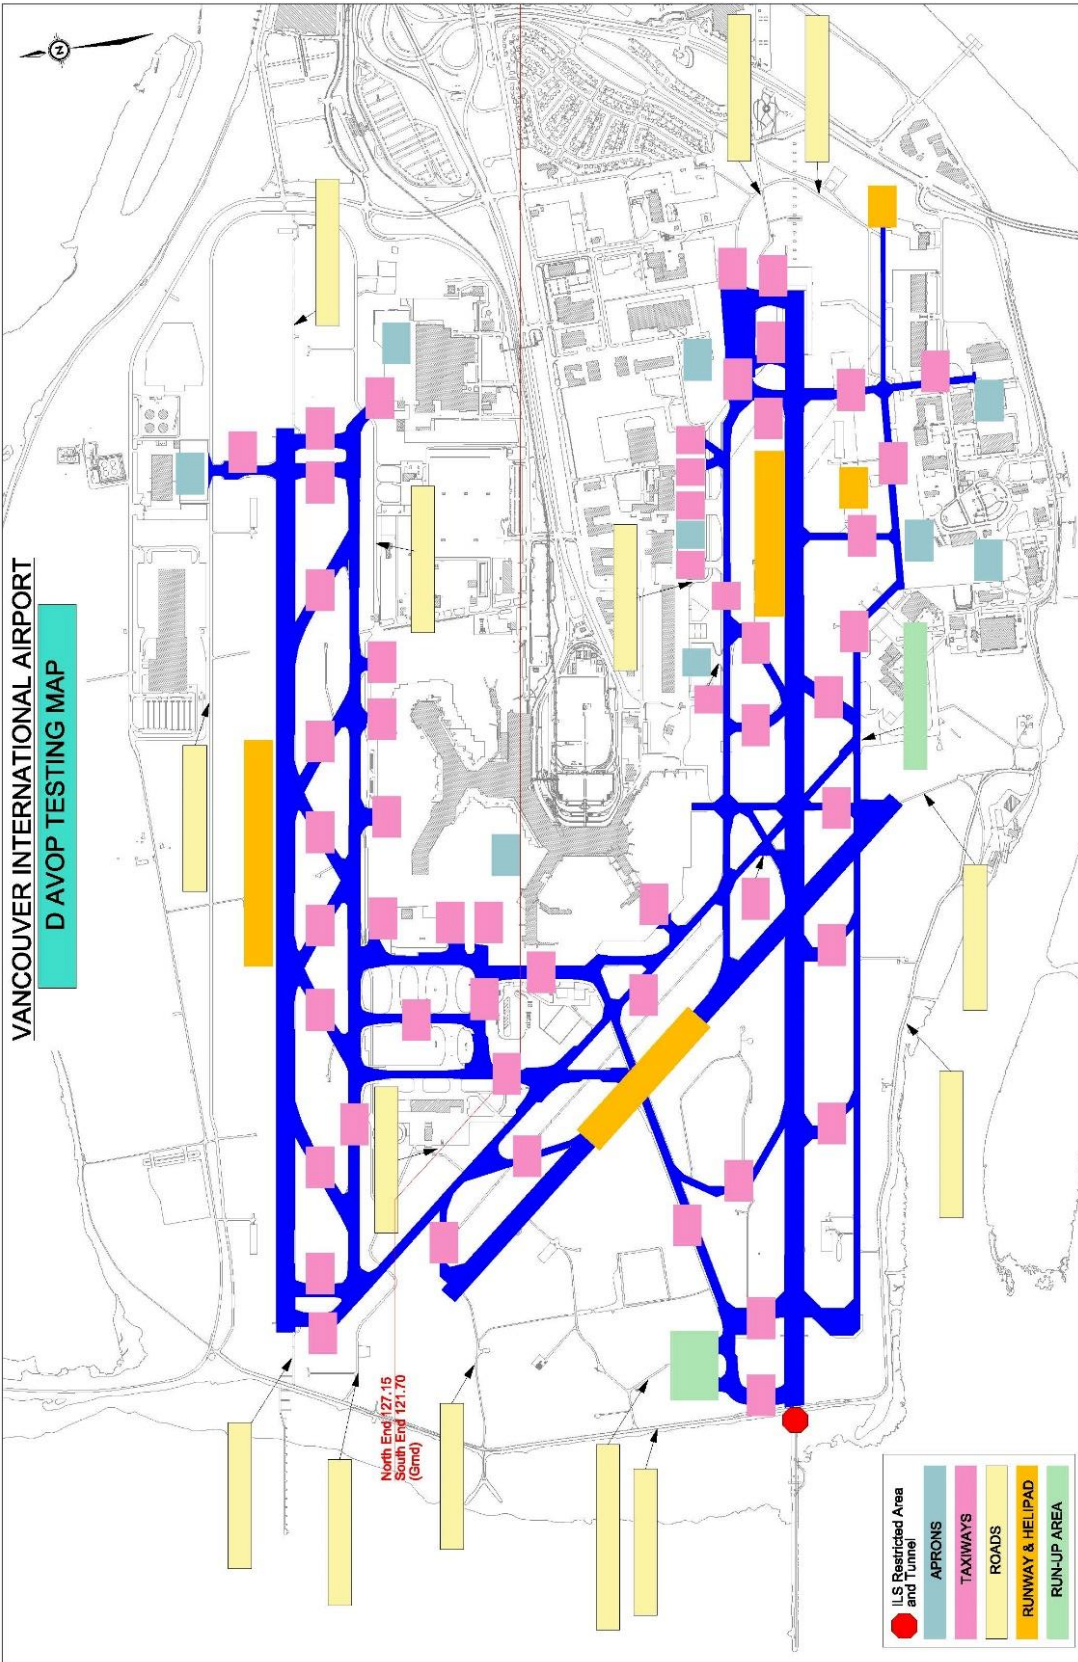 VANCOUVER INTERNATIONAL AIRPORT
D AVOP TESTING MAP
N
North End 127.15
South End 121.70
(Grnd)
ILS Restricted Area
and Tunnel
APRONS
TAXIWAYS
ROADS
RUNWAY & HELIPAD
RUN-UP AREA